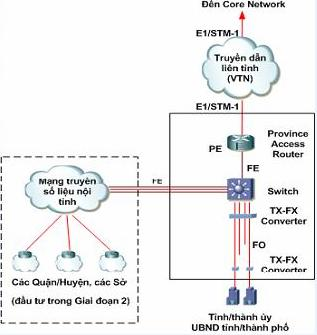 Đến Core Network
E1/STM-1
Truyền dẫn
liên tỉnh
(VTN)
E1/STM-1
Province
Access
Router
PE
FE
Mạng truyền
số liệu nội
tỉnh
FE
Switch
TX-FX
Converter
FO
TX-FX
Converter
Các Quận/Huyện, các Sở
(đầu tư trong Giai đoạn 2)
Tỉnh/thành ủy
UBND tỉnh/thành phố